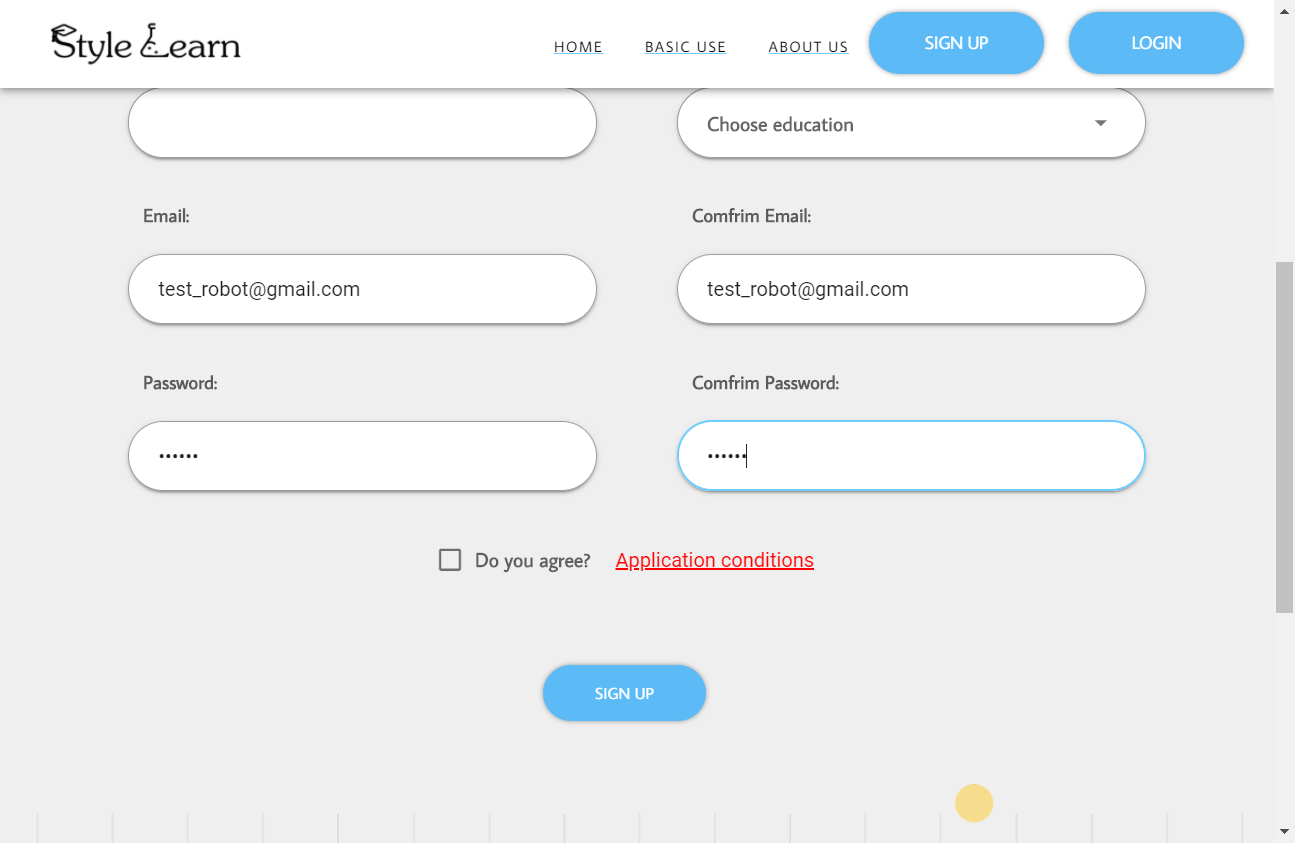 Style Learn
HOME BASIC USE ABOUT US SIGN UP LOGIN
Choose education
Email: Comfrim Email:
test_robot@gmail.com test_robot@gmail.com
Password: Comfrim Password:
•••••• ••••••
Do you agree? Application conditions
SIGN UP